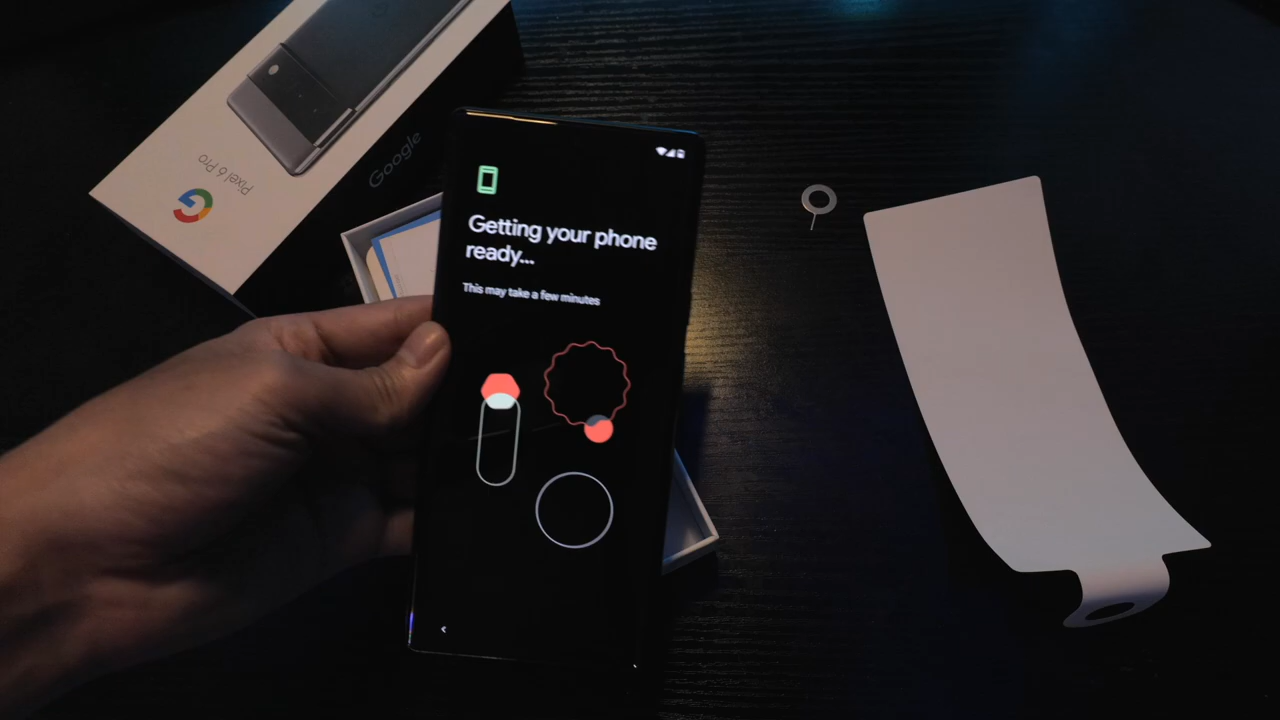 Pixel 6 Pro
Google
Getting your phone
ready...
This may take a few minutes